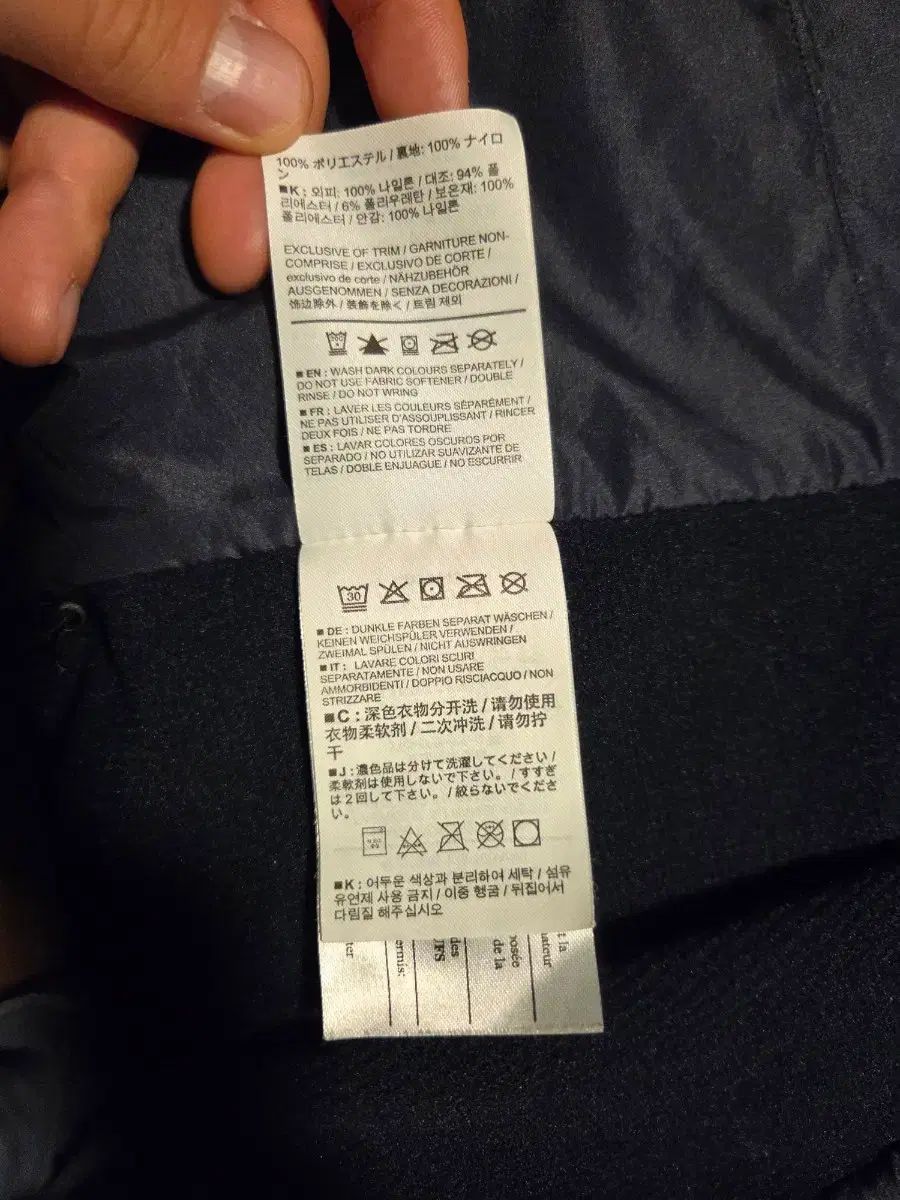 100% ポリエステル / 裏地: 100% ナイロ
ン
■K : 외피: 100% 나일론 / 대조: 94% 폴
리에스터 / 6% 폴리우레탄 / 보온재: 100%
폴리에스터 / 안감: 100% 나일론
EXCLUSIVE OF TRIM / GARNITURE NON-
COMPRISE / EXCLUSIVO DE CORTE /
exclusivo de corte / NÄHZUBEHÖR
AUSGENOMMEN / SENZA DECORAZIONI /
饰边除外 / 装飾を除く / 트림 제외
■ EN : WASH DARK COLOURS SEPARATELY /
DO NOT USE FABRIC SOFTENER / DOUBLE
RINSE / DO NOT WRING
■ FR : LAVER LES COULEURS SÉPARÉMENT /
NE PAS UTILISER D'ASSOUPLISSANT / RINCER
DEUX FOIS / NE PAS TORDRE
■ ES : LAVAR COLORES OSCUROS POR
SEPARADO / NO UTILIZAR SUAVIZANTE DE
TELAS / DOBLE ENJUAGUE / NO ESCURRIR
30
■ DE : DUNKLE FARBEN SEPARAT WÄSCHEN /
KEINEN WEICHSPÜLER VERWENDEN /
ZWEIMAL SPÜLEN / NICHT AUSWRINGEN
■ IT : LAVARE COLORI SCURI
SEPARATAMENTE / NON USARE
AMMORBIDENTI / DOPPIO RISCIACQUO / NON
STRIZZARE
■C : 深色衣物分开洗 / 请勿使用
衣物柔软剂 / 二次冲洗 / 请勿拧
干
■J : 濃色品は分けて洗濯してください /
柔軟剤は使用しないで下さい。 / すすぎ
は2回して下さい。 / 絞らないでくださ
い。
■K : 어두운 색상과 분리하여 세탁 / 섬유
유연제 사용 금지 / 이중 헹굼 / 뒤집어서
다림질 해주십시오
t la
nateur
posée
de la
des
IFS
ermis:
ter